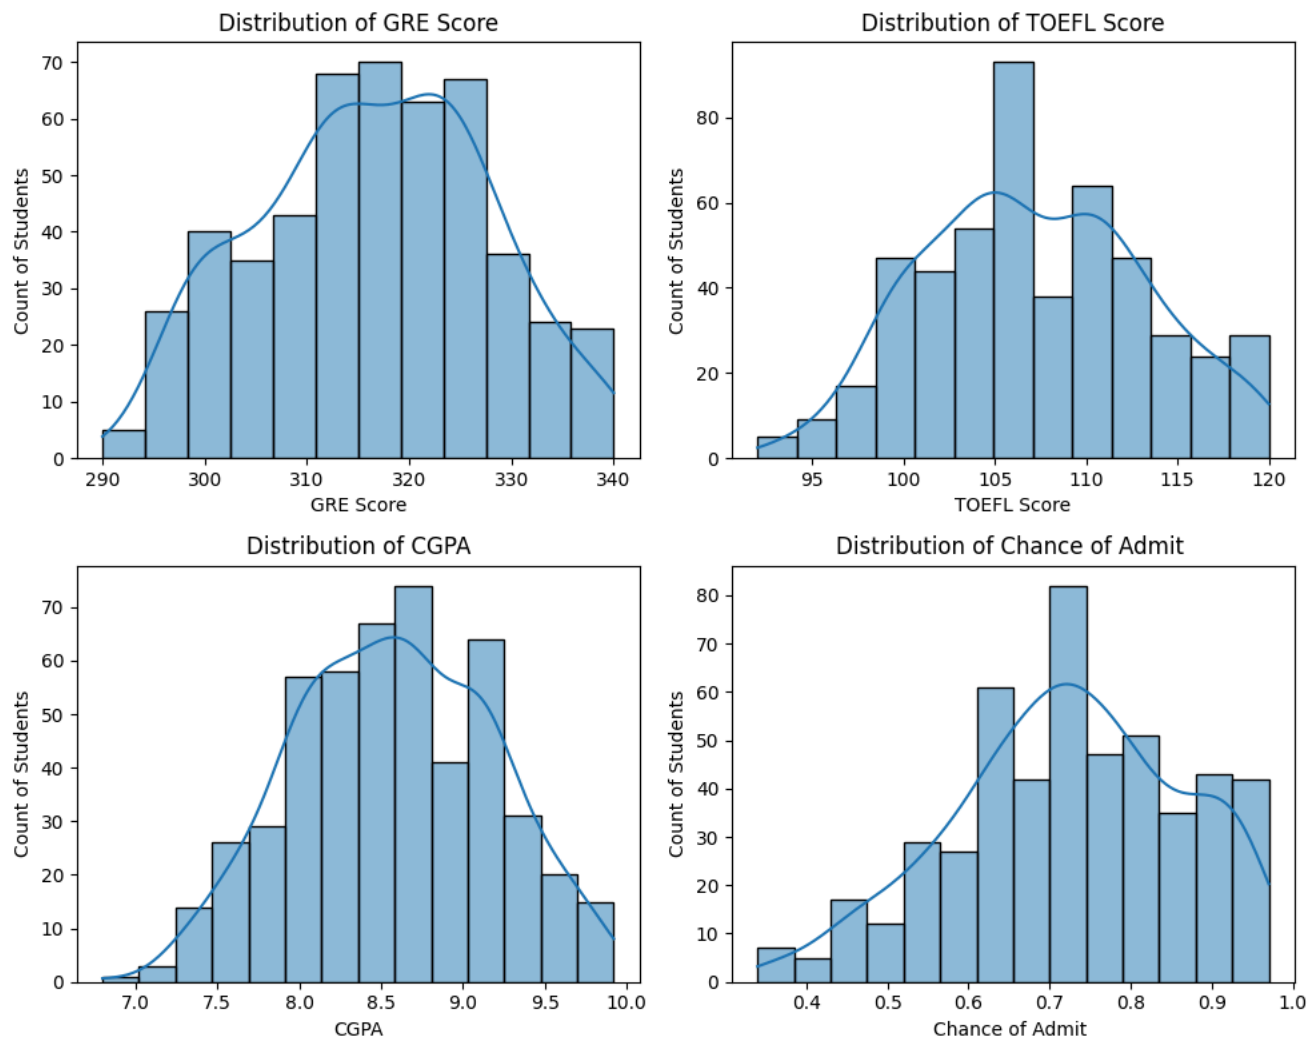 Distribution of GRE Score
70
60
50
40
30
20
10
0
Count of Students
290 300 310 320 330 340
GRE Score
Distribution of TOEFL Score
80
60
40
20
0
Count of Students
95 100 105 110 115 120
TOEFL Score
Distribution of CGPA
70
60
50
40
30
20
10
0
Count of Students
7.0 7.5 8.0 8.5 9.0 9.5 10.0
CGPA
Distribution of Chance of Admit
80
70
60
50
40
30
20
10
0
Count of Students
0.4 0.5 0.6 0.7 0.8 0.9 1.0
Chance of Admit